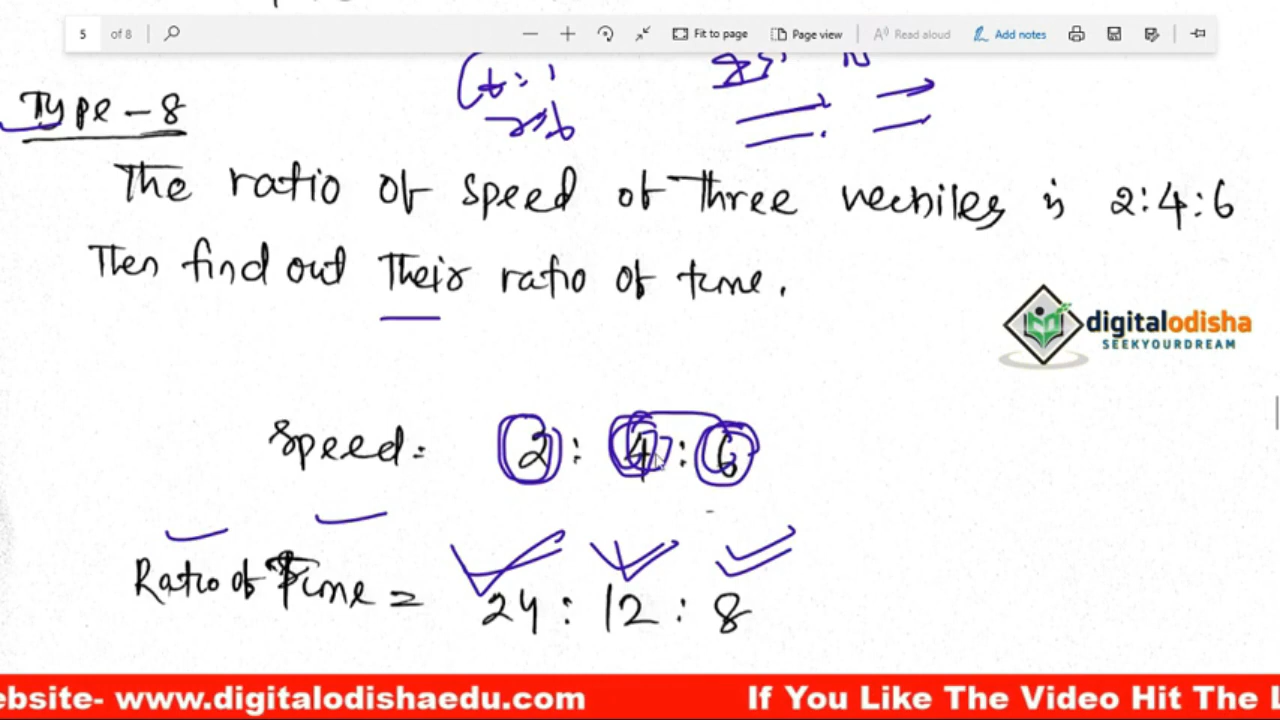 5 of 8 Fit to page Page view Read aloud Add notes
Type - 8
The ratio of speed of Three vechiles is 2:4:6
Then find out Their ratio of time.
digitalodisha
SEEKYOURDREAM
Speed = 2 : 4 : 6
Ratio of Time = 24 : 12 : 8
ebsite- www.digitalodishaedu.com If You Like The Video Hit The L